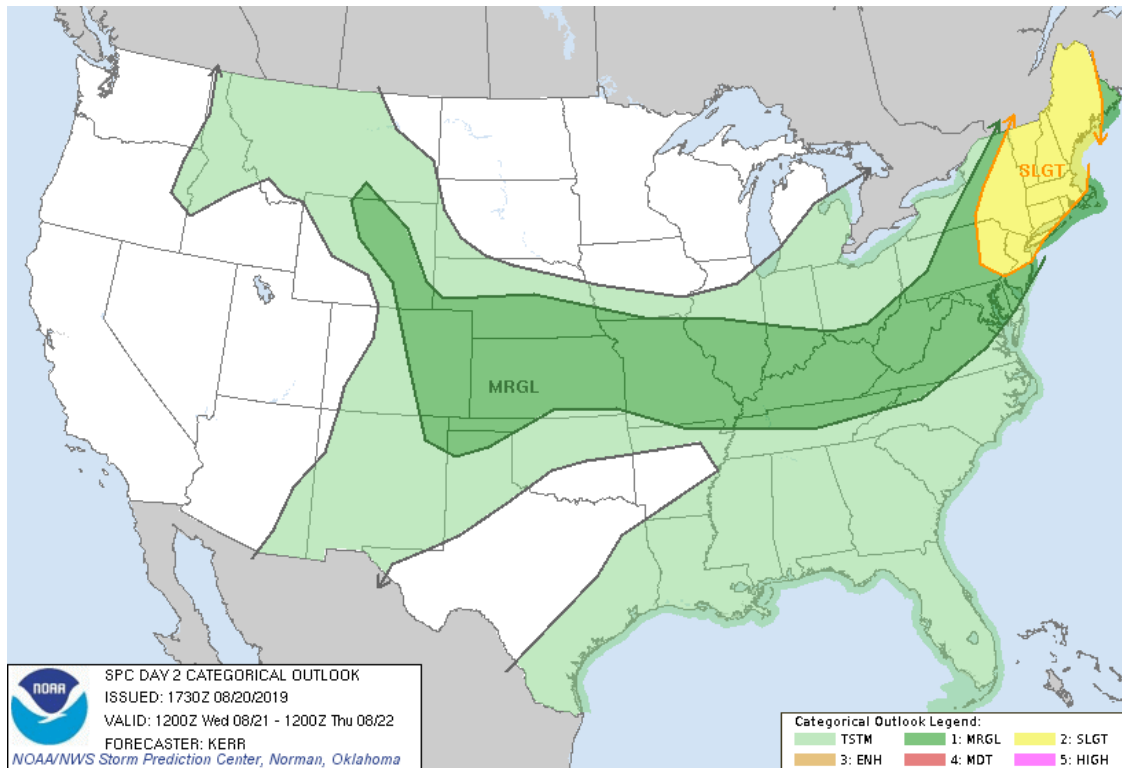 SLGT
MRGL
NOAA
SPC DAY 2 CATEGORICAL OUTLOOK
ISSUED: 1730Z 08/20/2019
VALID: 1200Z Wed 08/21 - 1200Z Thu 08/22
FORECASTER: KERR
NOAA/NWS Storm Prediction Center, Norman, Oklahoma
Categorical Outlook Legend:
TSTM 1: MRGL 2: SLGT
3: ENH 4: MDT 5: HIGH